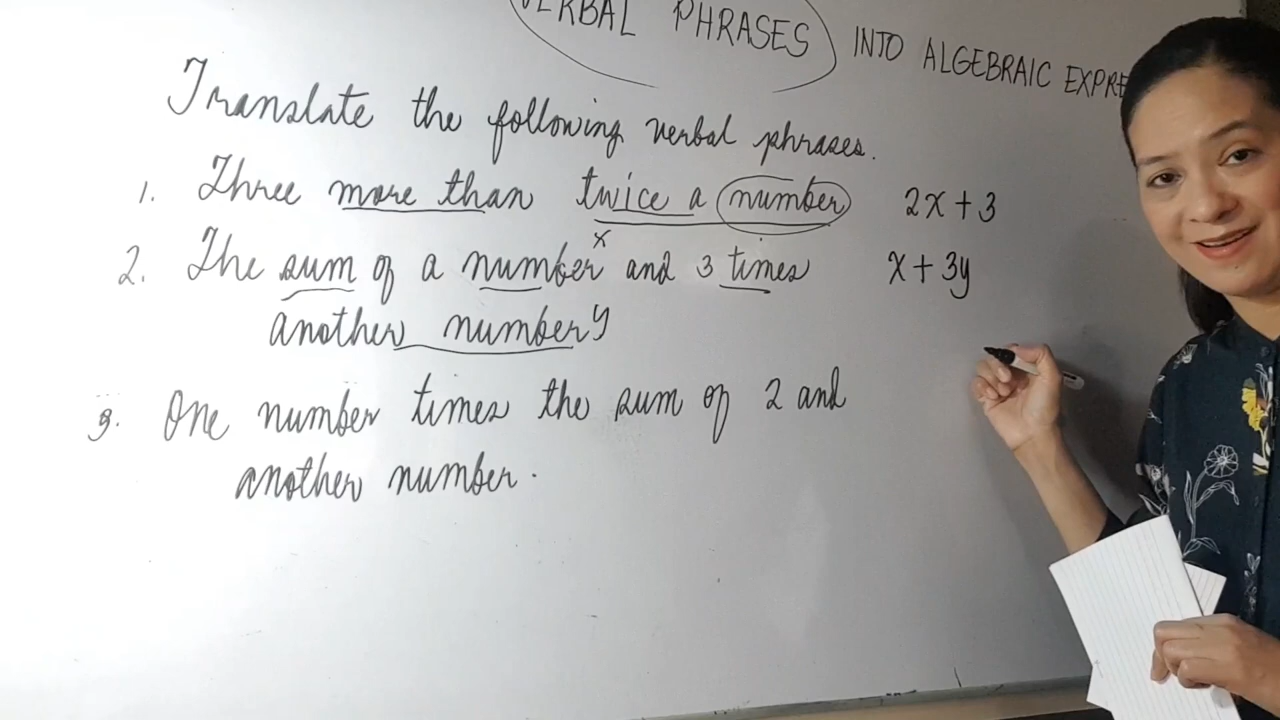 VERBAL PHRASES INTO ALGEBRAIC EXPRE
Translate the following verbal phrases.
1. Three more than twice a number 2x + 3
x
2. The sum of a number and 3 times x + 3y
another number y
3. One number times the sum of 2 and
another number.